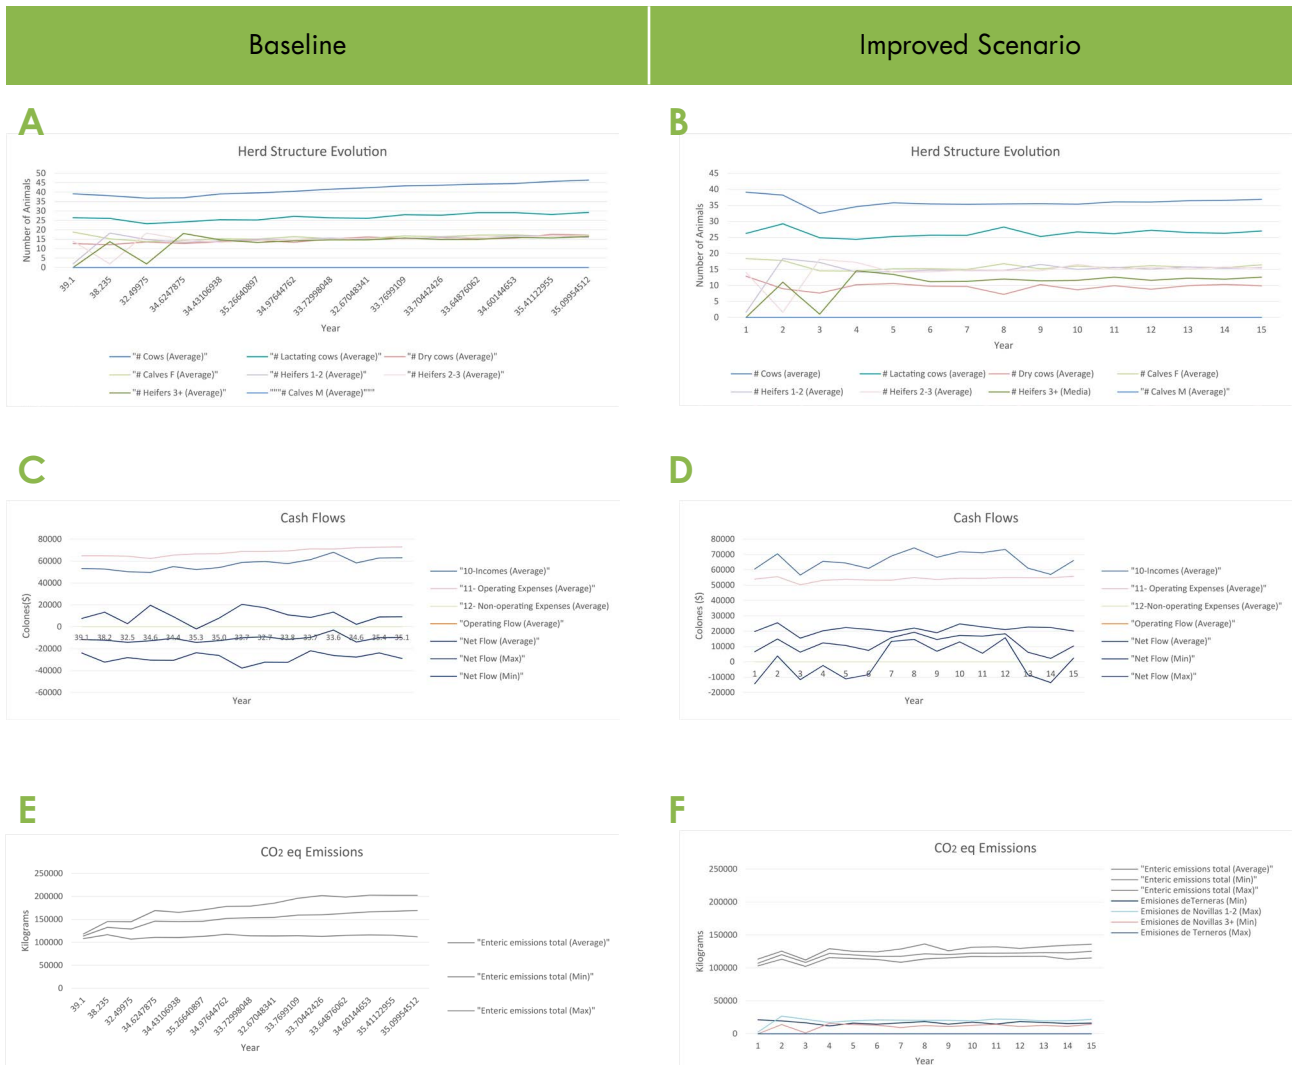 Baseline
Improved Scenario
A
Herd Structure Evolution
Number of Animals
50
45
40
35
30
25
20
15
10
5
0
39.1
38.235
32.49975
34.6247875
34.43106938
35.26640897
34.97644762
33.72998048
32.67048341
33.7699109
33.70442426
33.64876062
34.60144653
35.41122955
35.09954512
Year
"# Cows (Average)"
"# Lactating cows (Average)"
"# Dry cows (Average)"
"# Calves F (Average)"
"# Heifers 1-2 (Average)"
"# Heifers 2-3 (Average)"
"# Heifers 3+ (Average)"
"""# Calves M (Average)"""
B
Herd Structure Evolution
Number of Animals
45
40
35
30
25
20
15
10
5
0
1 2 3 4 5 6 7 8 9 10 11 12 13 14 15
Year
# Cows (average)
# Lactating cows (average)
# Dry cows (Average)
# Calves F (Average)
# Heifers 1-2 (Average)
# Heifers 2-3 (Average)
# Heifers 3+ (Media)
"# Calves M (Average)"
C
Cash Flows
Colones($)
80000
60000
40000
20000
0
-20000
-40000
-60000
39.1 38.2 32.5 34.6 34.4 35.3 35.0 33.7 32.7 33.8 33.7 33.6 34.6 35.4 35.1
Year
"10-Incomes (Average)"
"11- Operating Expenses (Average)"
"12- Non-operating Expenses (Average)
"Operating Flow (Average)"
"Net Flow (Average)"
"Net Flow (Max)"
"Net Flow (Min)"
D
Cash Flows
Colones ($)
80000
70000
60000
50000
40000
30000
20000
10000
0
-10000
-20000
1 2 3 4 5 6 7 8 9 10 11 12 13 14 15
Year
"10-Incomes (Average)"
"11- Operating Expenses (Average)"
"12-Non-operating Expenses (Average)"
"Operating Flow (Average)"
"Net Flow (Average)"
"Net Flow (Min)"
"Net Flow (Max)"
E
CO2 eq Emissions
Kilograms
250000
200000
150000
100000
50000
0
39.1
38.235
32.49975
34.6247875
34.43106938
35.26640897
34.97644762
33.72998048
32.67048341
33.7699109
33.70442426
33.64876062
34.60144653
35.41122955
35.09954512
Year
"Enteric emissions total (Average)"
"Enteric emissions total (Min)"
"Enteric emissions total (Max)"
F
CO2 eq Emissions
Kilograms
250000
200000
150000
100000
50000
0
1 2 3 4 5 6 7 8 9 10 11 12 13 14 15
Year
"Enteric emissions total (Average)"
"Enteric emissions total (Min)"
"Enteric emissions total (Max)"
Emisiones deTerneras (Min)
Emisiones de Novillas 1-2 (Max)
Emisiones de Novillas 3+ (Min)
Emisiones de Terneros (Max)